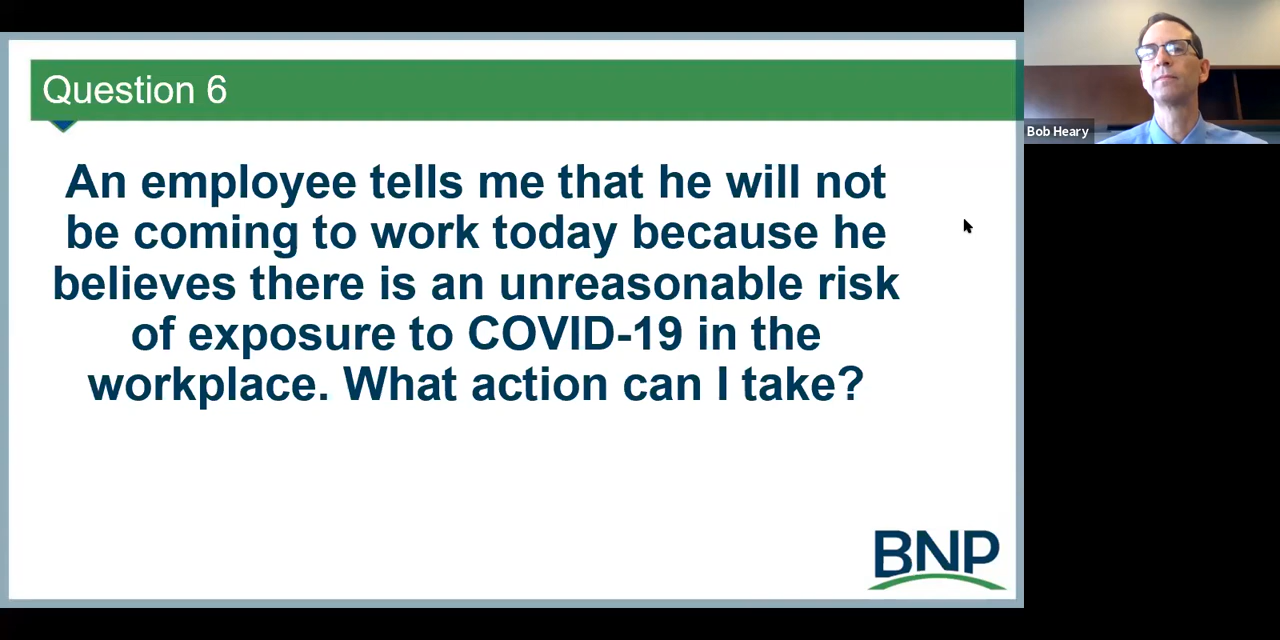 Question 6
An employee tells me that he will not
be coming to work today because he
believes there is an unreasonable risk
of exposure to COVID-19 in the
workplace. What action can I take?
BNP
Bob Heary